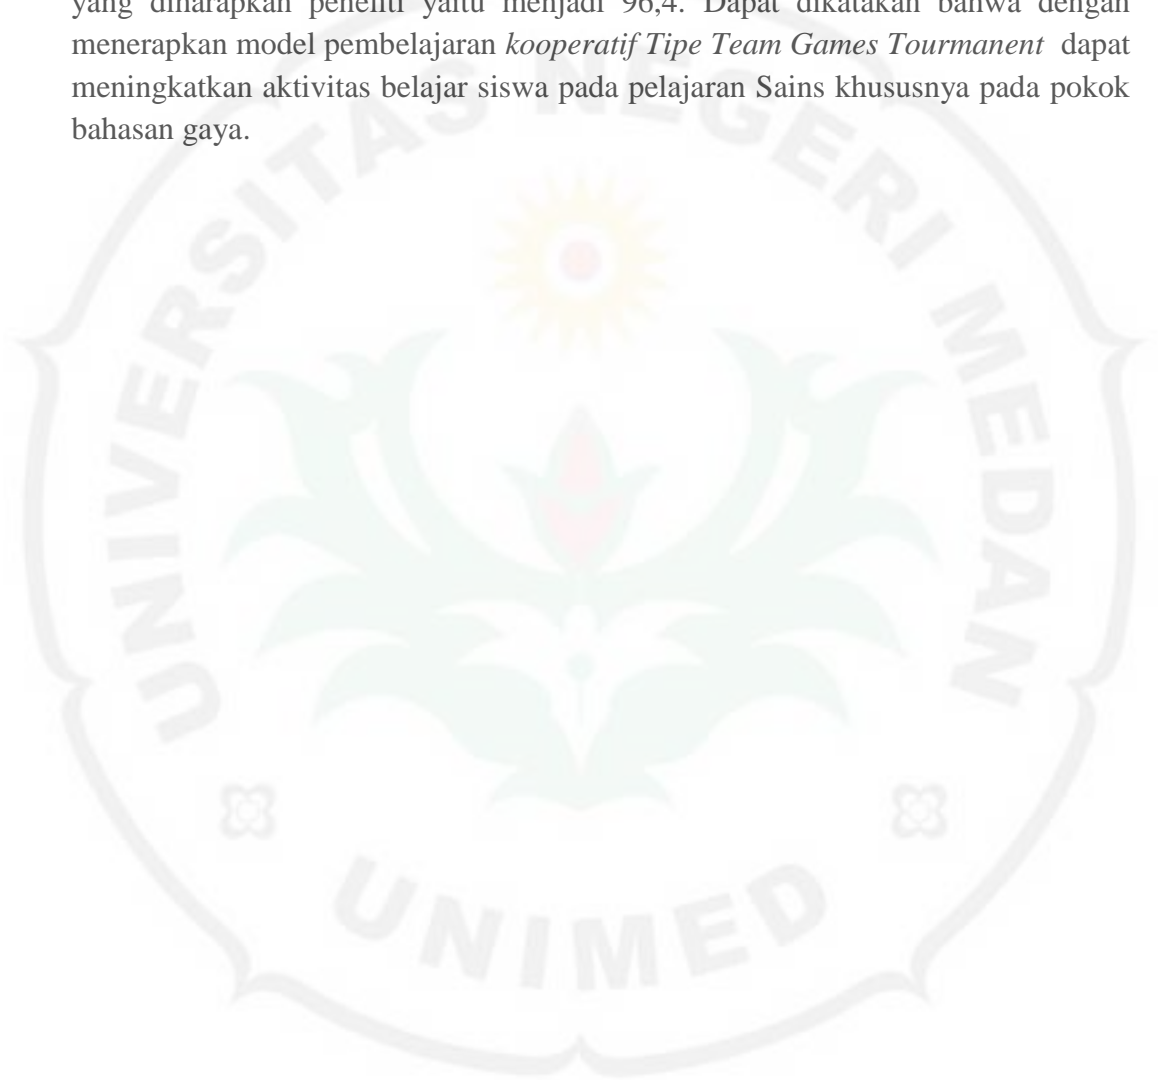 yang diharapkan peneliti yaitu menjadi 96,4. Dapat dikatakan bahwa dengan
menerapkan model pembelajaran kooperatif Tipe Team Games Tourmanent dapat
meningkatkan aktivitas belajar siswa pada pelajaran Sains khususnya pada pokok
bahasan gaya.
UNIVERSITAS NEGERI MEDAN
UNIMED